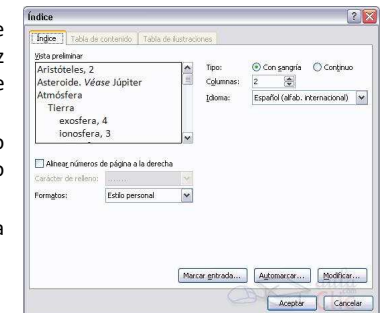 Índice
Índice Tabla de contenido Tabla de ilustraciones
Vista preliminar
Aristóteles, 2
Asteroide. Véase Júpiter
Atmósfera
Tierra
exosfera, 4
ionosfera, 3
Tipo: Con sangría Continuo
Columnas: 2
Idioma: Español (alfab. internacional)
Alinear números de página a la derecha
Carácter de relleno: .......
Formatos: Estilo personal
Marcar entrada... Automarcar... Modificar...
Aceptar Cancelar
e
z
e
o
o
a